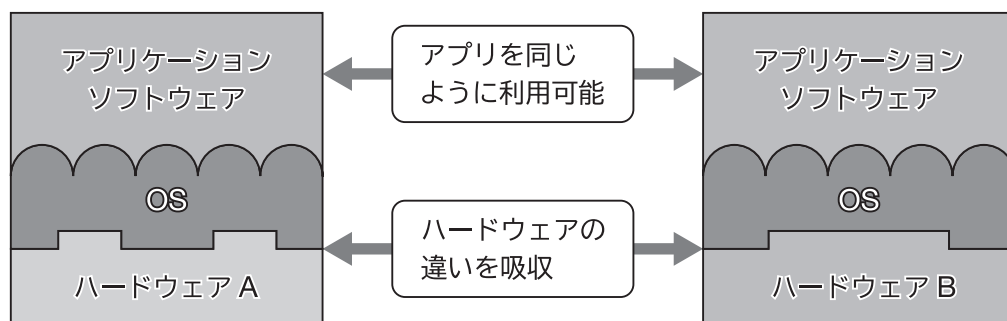 アプリケーション
ソフトウェア
OS
ハードウェア A
アプリを同じ
ように利用可能
ハードウェアの
違いを吸収
アプリケーション
ソフトウェア
OS
ハードウェア B